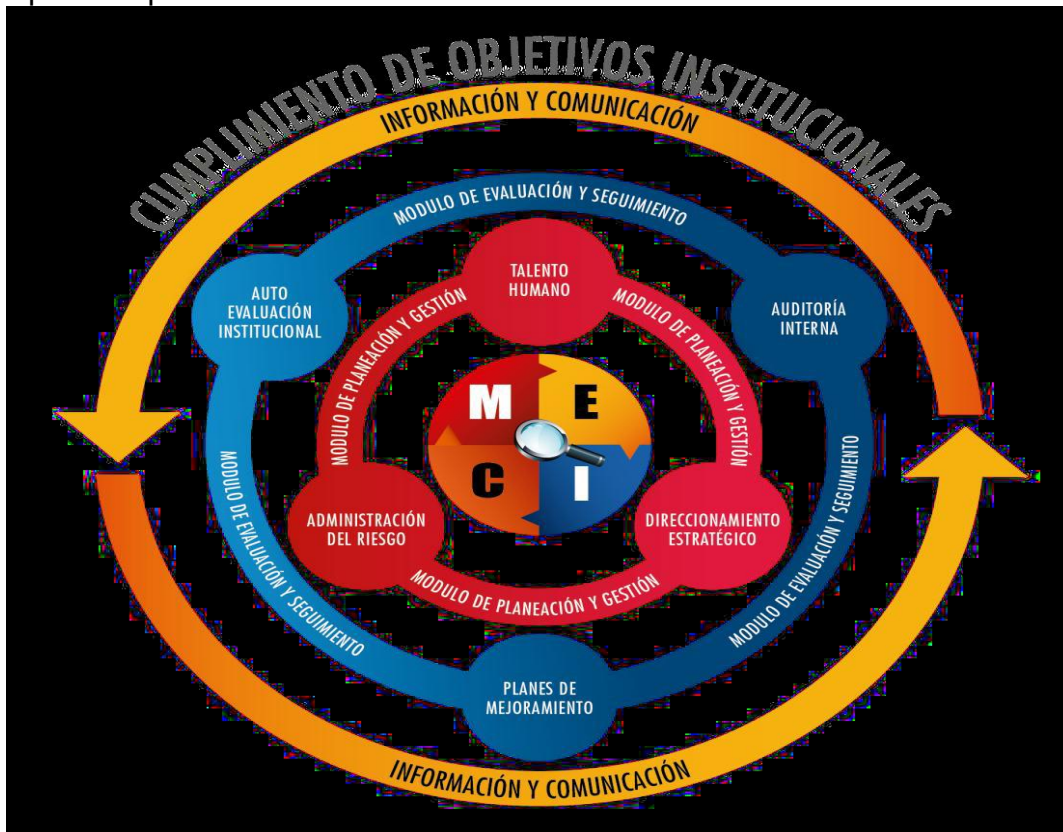 CUMPLIMIENTO DE OBJETIVOS INSTITUCIONALES
INFORMACIÓN Y COMUNICACIÓN
MODULO DE EVALUACIÓN Y SEGUIMIENTO
TALENTO
HUMANO
AUTO
EVALUACIÓN
INSTITUCIONAL
AUDITORÍA
INTERNA
MODULO DE PLANEACIÓN Y GESTIÓN
MODULO DE PLANEACIÓN Y GESTIÓN
M E
C I
ADMINISTRACIÓN
DEL RIESGO
DIRECCIONAMIENTO
ESTRATÉGICO
MODULO DE EVALUACIÓN Y SEGUIMIENTO
MODULO DE EVALUACIÓN Y SEGUIMIENTO
MODULO DE PLANEACIÓN Y GESTIÓN
PLANES DE
MEJORAMIENTO
INFORMACIÓN Y COMUNICACIÓN